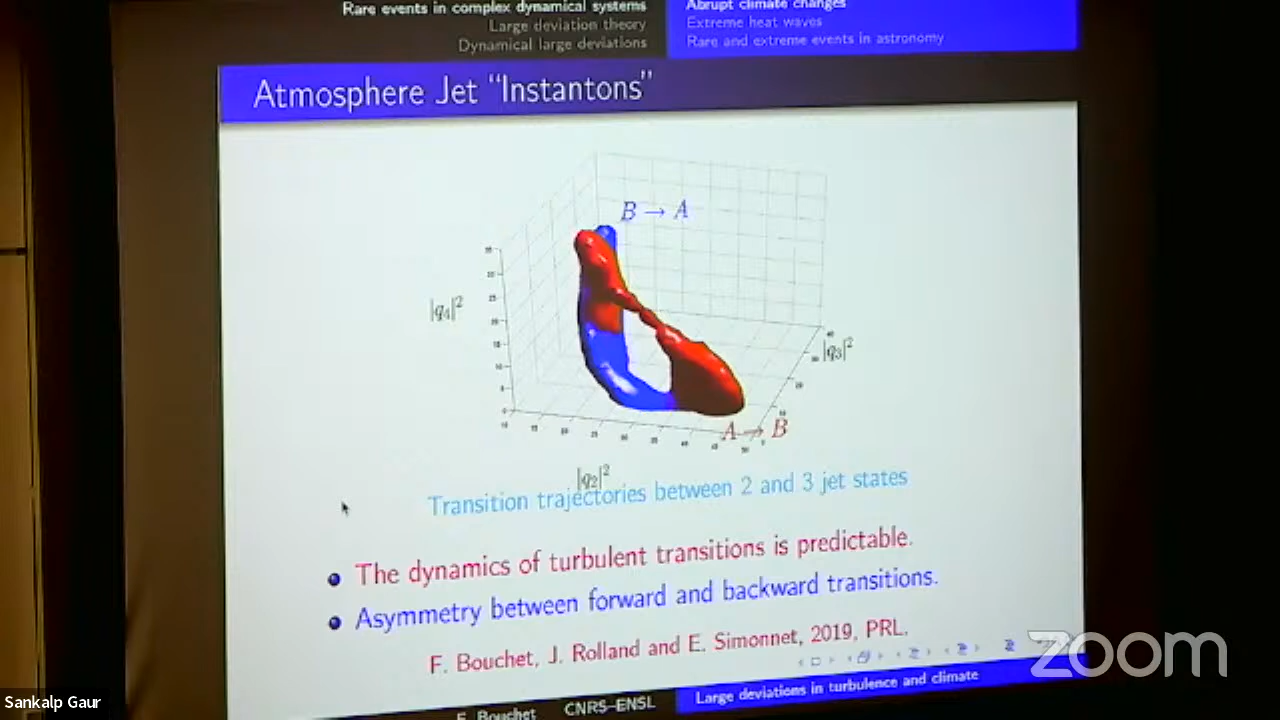 Rare events in complex dynamical systems
Large deviation theory
Dynamical large deviations
Abrupt climate changes
Extreme heat waves
Rare and extreme events in astronomy
Atmosphere Jet “Instantons”
B → A
|q₄|²
|q₃|²
A → B
|q₂|²
Transition trajectories between 2 and 3 jet states
The dynamics of turbulent transitions is predictable.
Asymmetry between forward and backward transitions.
F. Bouchet, J. Rolland and E. Simonnet, 2019, PRL.
zoom
Sankalp Gaur
F. Bouchet CNRS–ENSL
Large deviations in turbulence and climate